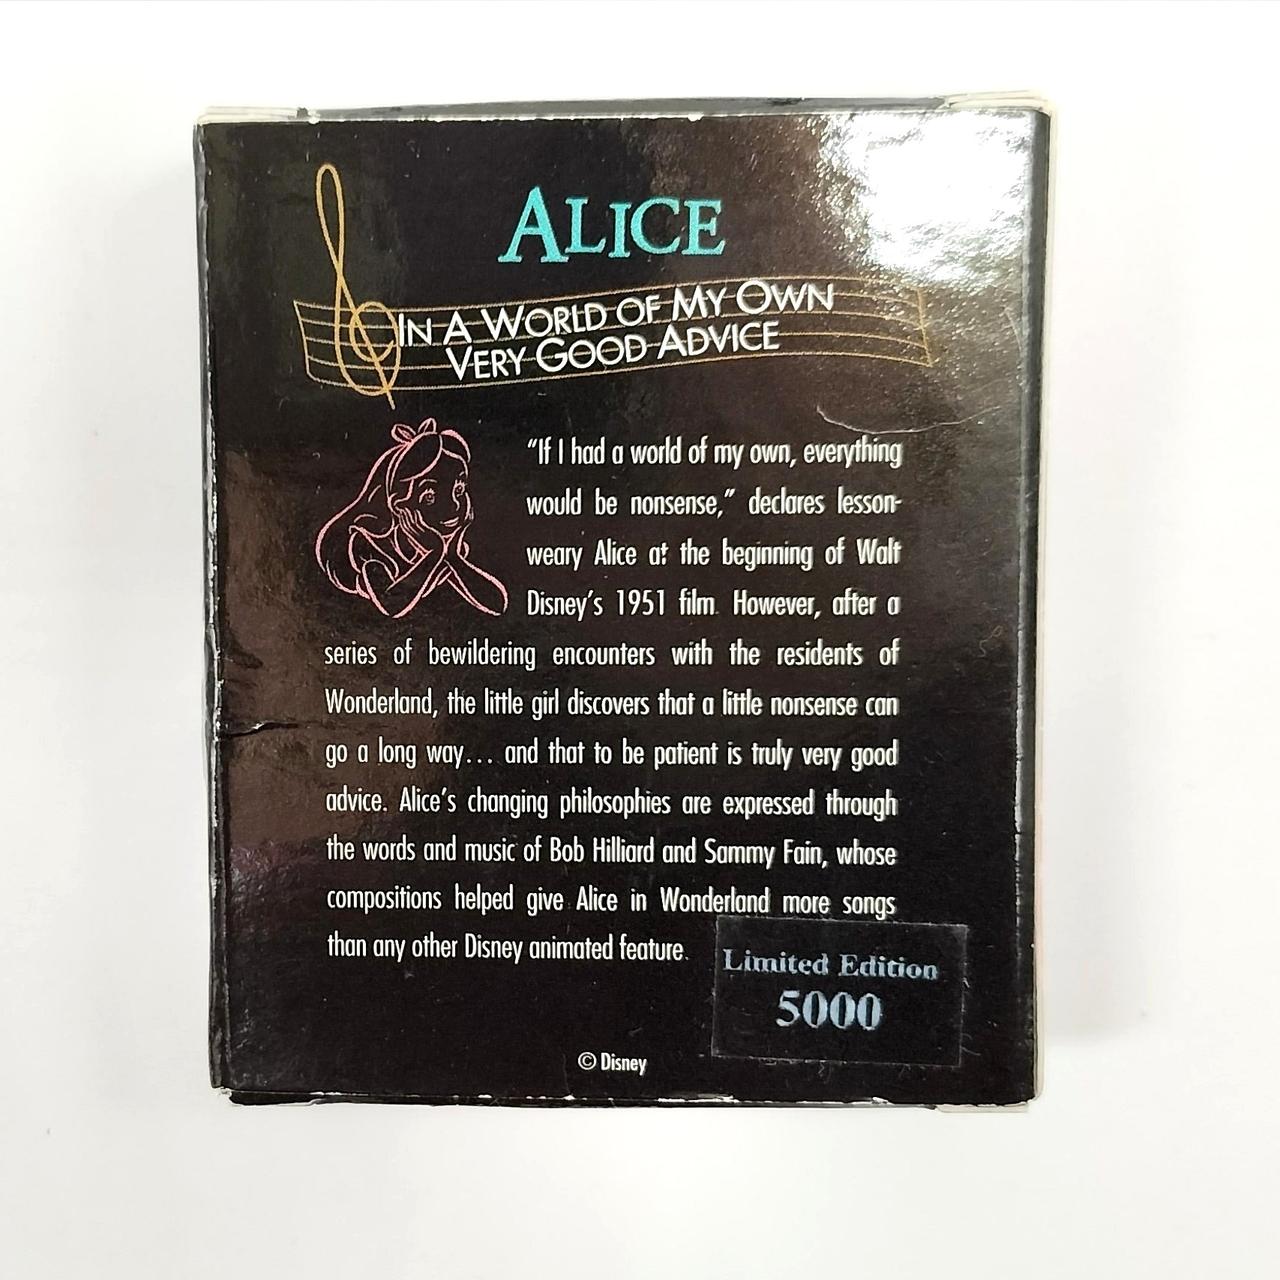 ALICE
IN A WORLD OF MY OWN
VERY GOOD ADVICE
“If I had a world of my own, everything
would be nonsense,” declares lesson-
weary Alice at the beginning of Walt
Disney’s 1951 film. However, after a
series of bewildering encounters with the residents of
Wonderland, the little girl discovers that a little nonsense can
go a long way… and that to be patient is truly very good
advice. Alice’s changing philosophies are expressed through
the words and music of Bob Hilliard and Sammy Fain, whose
compositions helped give Alice in Wonderland more songs
than any other Disney animated feature.
Limited Edition
5000
© Disney